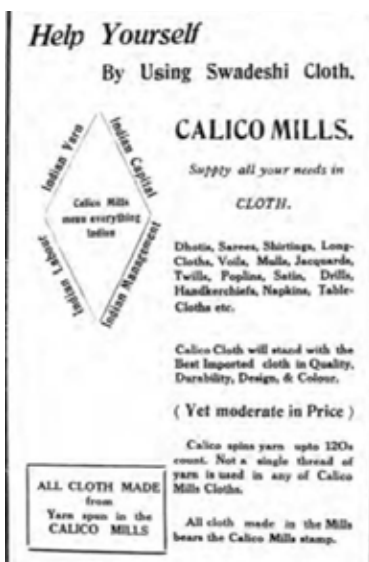 Help Yourself
By Using Swadeshi Cloth.
Indian Yarn
Indian Capital
Calico Mills
mean everything
Indian
Indian Labour
Indian Management
CALICO MILLS.
Supply all your needs in
CLOTH.
Dhotis, Sarees, Shirtings, Long-
Cloths, Voils, Mulls, Jacquards,
Twills, Poplins, Satin, Drills,
Handkerchiefs, Napkins, Table-
Cloths etc.
Calico Cloth will stand with the
Best Imported cloth in Quality,
Durability, Design, & Colour.
( Yet moderate in Price )
Calico spins yarn upto 120s
count. Not a single thread of
yarn is used in any of Calico
Mills Cloths.
All cloth made in the Mills
bears the Calico Mills stamp.
ALL CLOTH MADE
from
Yarn spun in the
CALICO MILLS